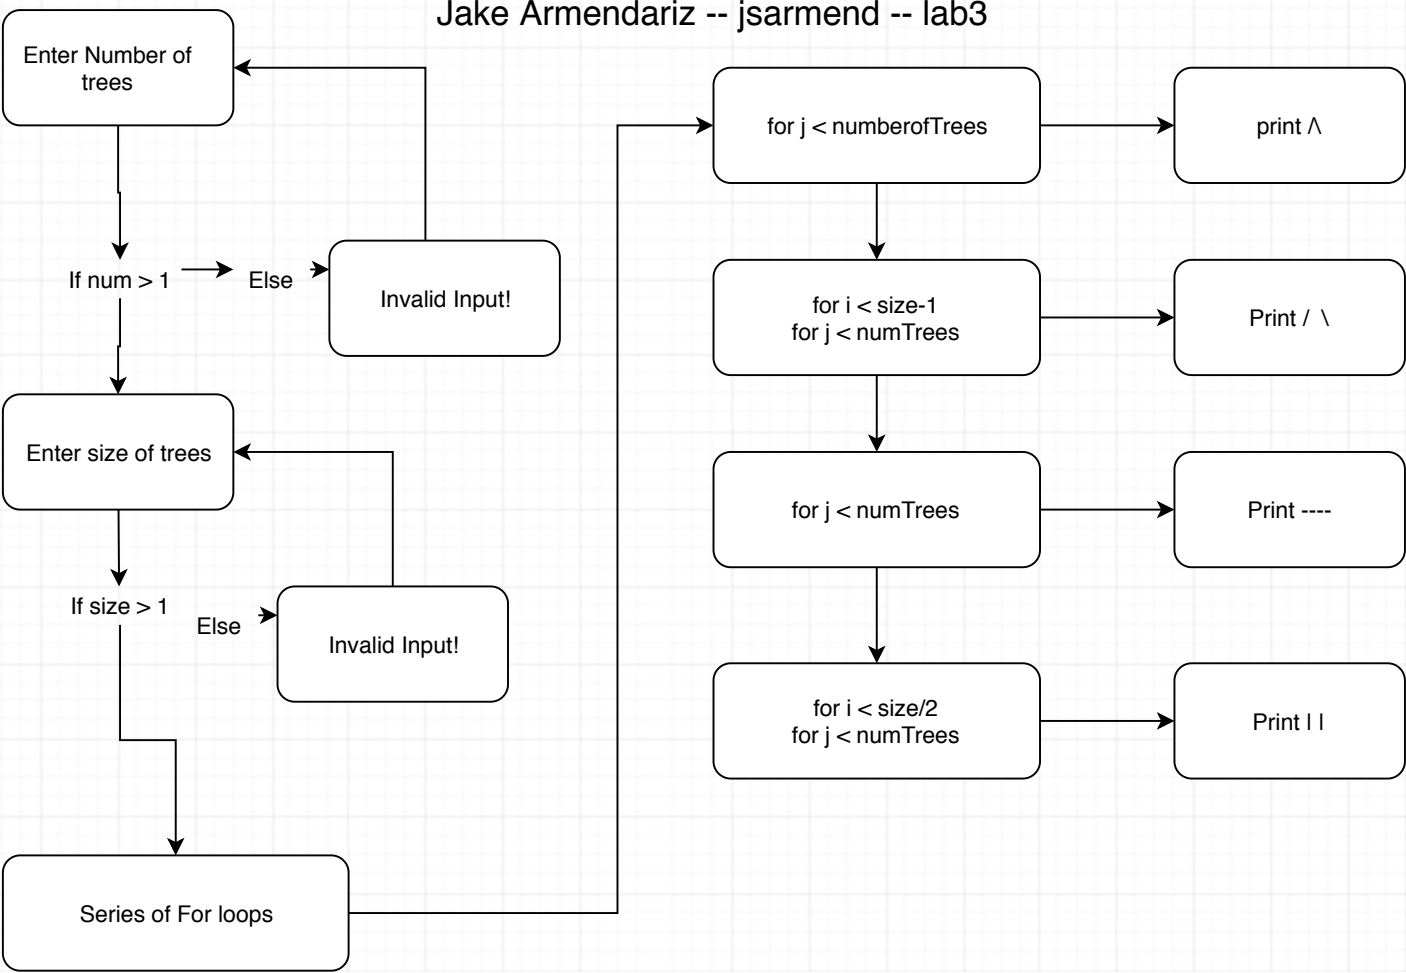 Jake Armendariz -- jsarmend -- lab3
Enter Number of
trees
If num > 1
Else
Invalid Input!
Enter size of trees
If size > 1
Else
Invalid Input!
Series of For loops
for j < numberofTrees
print /\
for i < size-1
for j < numTrees
Print /  \
for j < numTrees
Print ----
for i < size/2
for j < numTrees
Print | |